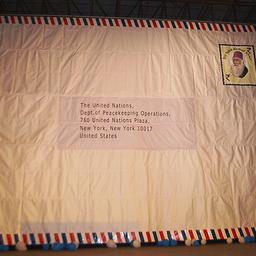 The United Nations,
Dept.of Peacekeeping Operations,
760 United Nations Plaza,
New York, New York 10017
United States